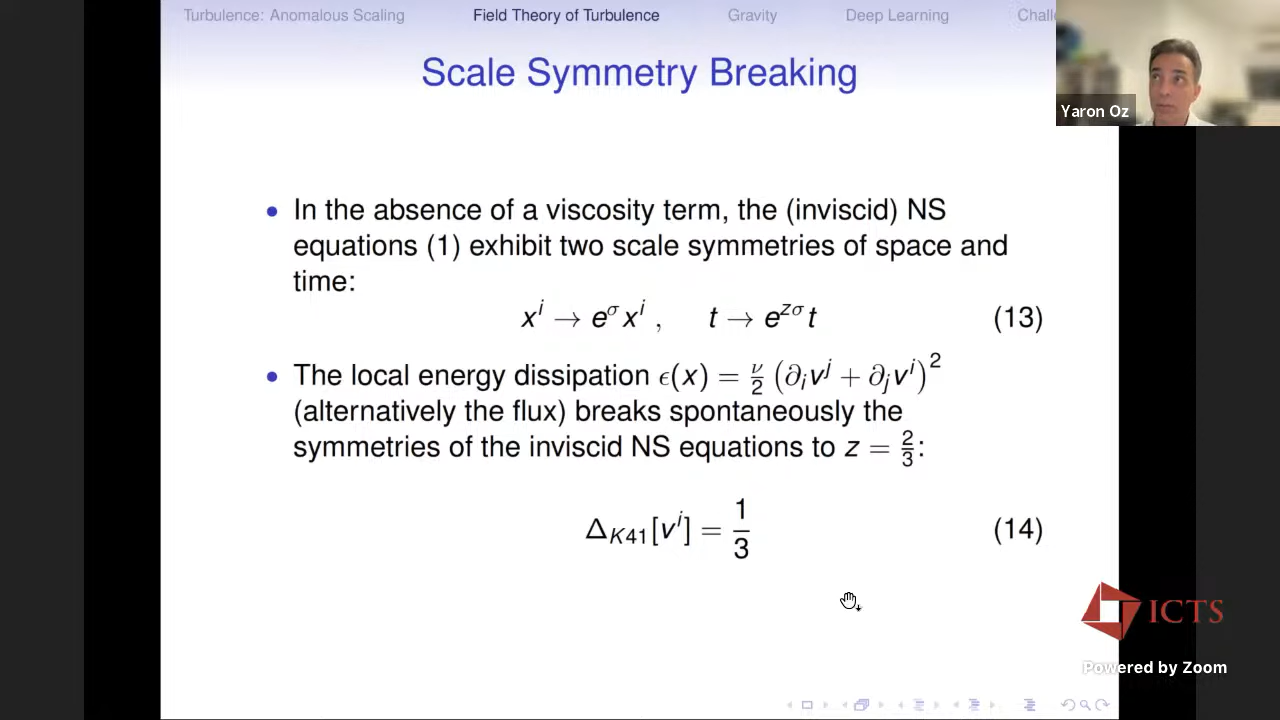 Turbulence: Anomalous Scaling Field Theory of Turbulence Gravity Deep Learning Chall
Scale Symmetry Breaking
Yaron Oz
• In the absence of a viscosity term, the (inviscid) NS
equations (1) exhibit two scale symmetries of space and
time:
x^i → e^σ x^i , t → e^{zσ} t (13)
• The local energy dissipation ϵ(x) = ν/2 (∂_i v^j + ∂_j v^i)^2
(alternatively the flux) breaks spontaneously the
symmetries of the inviscid NS equations to z = 2/3:
Δ_{K41}[v^i] = 1/3 (14)
ICTS
Powered by Zoom